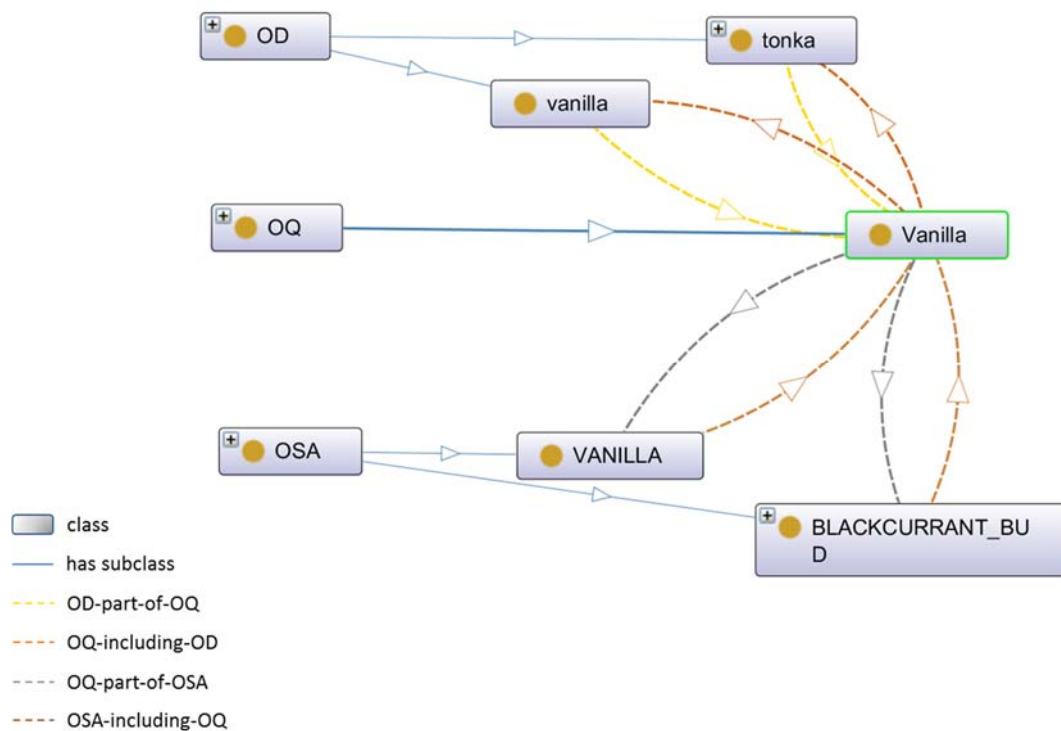 OD
tonka
vanilla
OQ
Vanilla
OSA
VANILLA
BLACKCURRANT_BU
D
class
has subclass
OD-part-of-OQ
OQ-including-OD
OQ-part-of-OSA
OSA-including-OQ